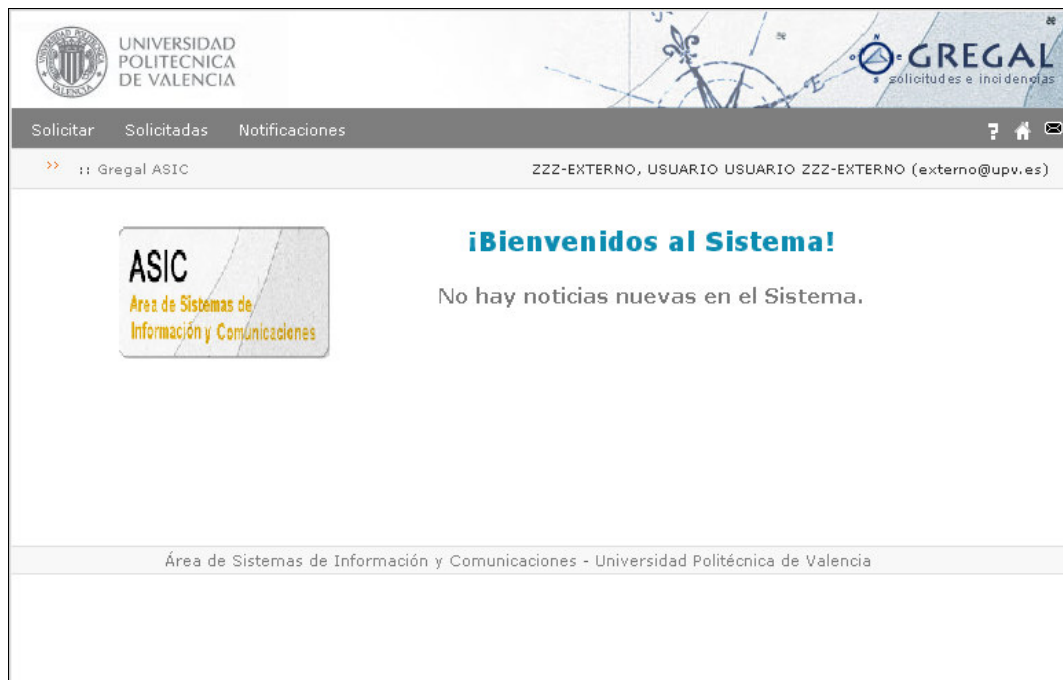 UNIVERSIDAD
POLITECNICA
DE VALENCIA
N
GREGAL
S
solicitudes e incidencias
Solicitar Solicitadas Notificaciones
?
>> :: Gregal ASIC
ZZZ-EXTERNO, USUARIO USUARIO ZZZ-EXTERNO (externo@upv.es)
ASIC
Area de Sistemas de
Información y Comunicaciones
¡Bienvenidos al Sistema!
No hay noticias nuevas en el Sistema.
Área de Sistemas de Información y Comunicaciones - Universidad Politécnica de Valencia